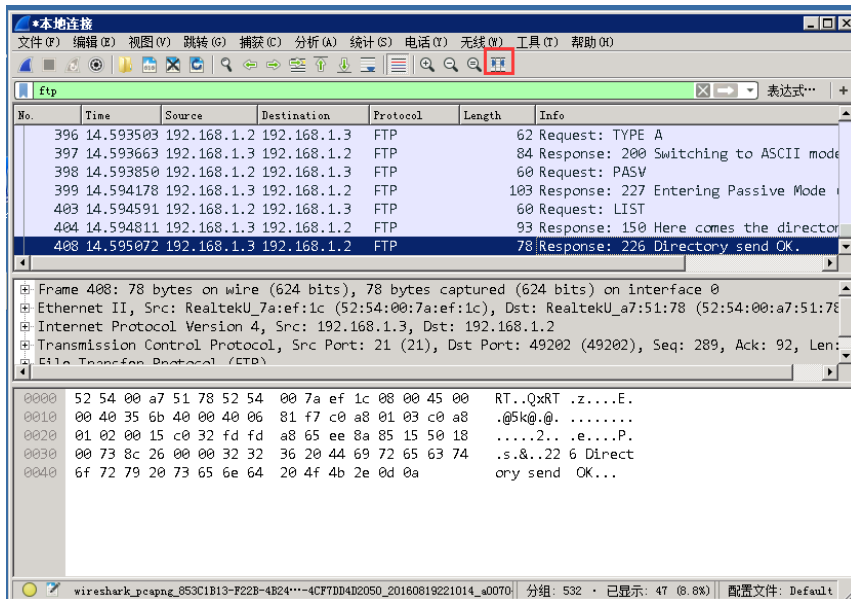 *本地连接
文件(F) 编辑(E) 视图(V) 跳转(G) 捕获(C) 分析(A) 统计(S) 电话(Y) 无线(W) 工具(T) 帮助(H)
ftp 表达式… +
No. Time Source Destination Protocol Length Info
396 14.593503 192.168.1.2 192.168.1.3 FTP 62 Request: TYPE A
397 14.593663 192.168.1.3 192.168.1.2 FTP 84 Response: 200 Switching to ASCII mode
398 14.593850 192.168.1.2 192.168.1.3 FTP 60 Request: PASV
399 14.594178 192.168.1.3 192.168.1.2 FTP 103 Response: 227 Entering Passive Mode (
403 14.594591 192.168.1.2 192.168.1.3 FTP 60 Request: LIST
404 14.594811 192.168.1.3 192.168.1.2 FTP 93 Response: 150 Here comes the director
408 14.595072 192.168.1.3 192.168.1.2 FTP 78 Response: 226 Directory send OK.
Frame 408: 78 bytes on wire (624 bits), 78 bytes captured (624 bits) on interface 0
Ethernet II, Src: RealtekU_7a:ef:1c (52:54:00:7a:ef:1c), Dst: RealtekU_a7:51:78 (52:54:00:a7:51:78
Internet Protocol Version 4, Src: 192.168.1.3, Dst: 192.168.1.2
Transmission Control Protocol, Src Port: 21 (21), Dst Port: 49202 (49202), Seq: 289, Ack: 92, Len:
File Transfer Protocol (FTP)
0000 52 54 00 a7 51 78 52 54 00 7a ef 1c 08 00 45 00 RT..QxRT .z....E.
0010 00 40 35 6b 40 00 40 06 81 f7 c0 a8 01 03 c0 a8 .@5k@.@. ........
0020 01 02 00 15 c0 32 fd fd a8 65 ee 8a 85 15 50 18 .....2.. .e....P.
0030 00 73 8c 26 00 00 32 32 36 20 44 69 72 65 63 74 .s.&..22 6 Direct
0040 6f 72 79 20 73 65 6e 64 20 4f 4b 2e 0d 0a ory send OK...
wireshark_pcapng_853C1B13-F22B-4B24…-4CF7DD4D2050_20160819221014_a0070 分组: 532 · 已显示: 47 (8.8%) 配置文件: Default